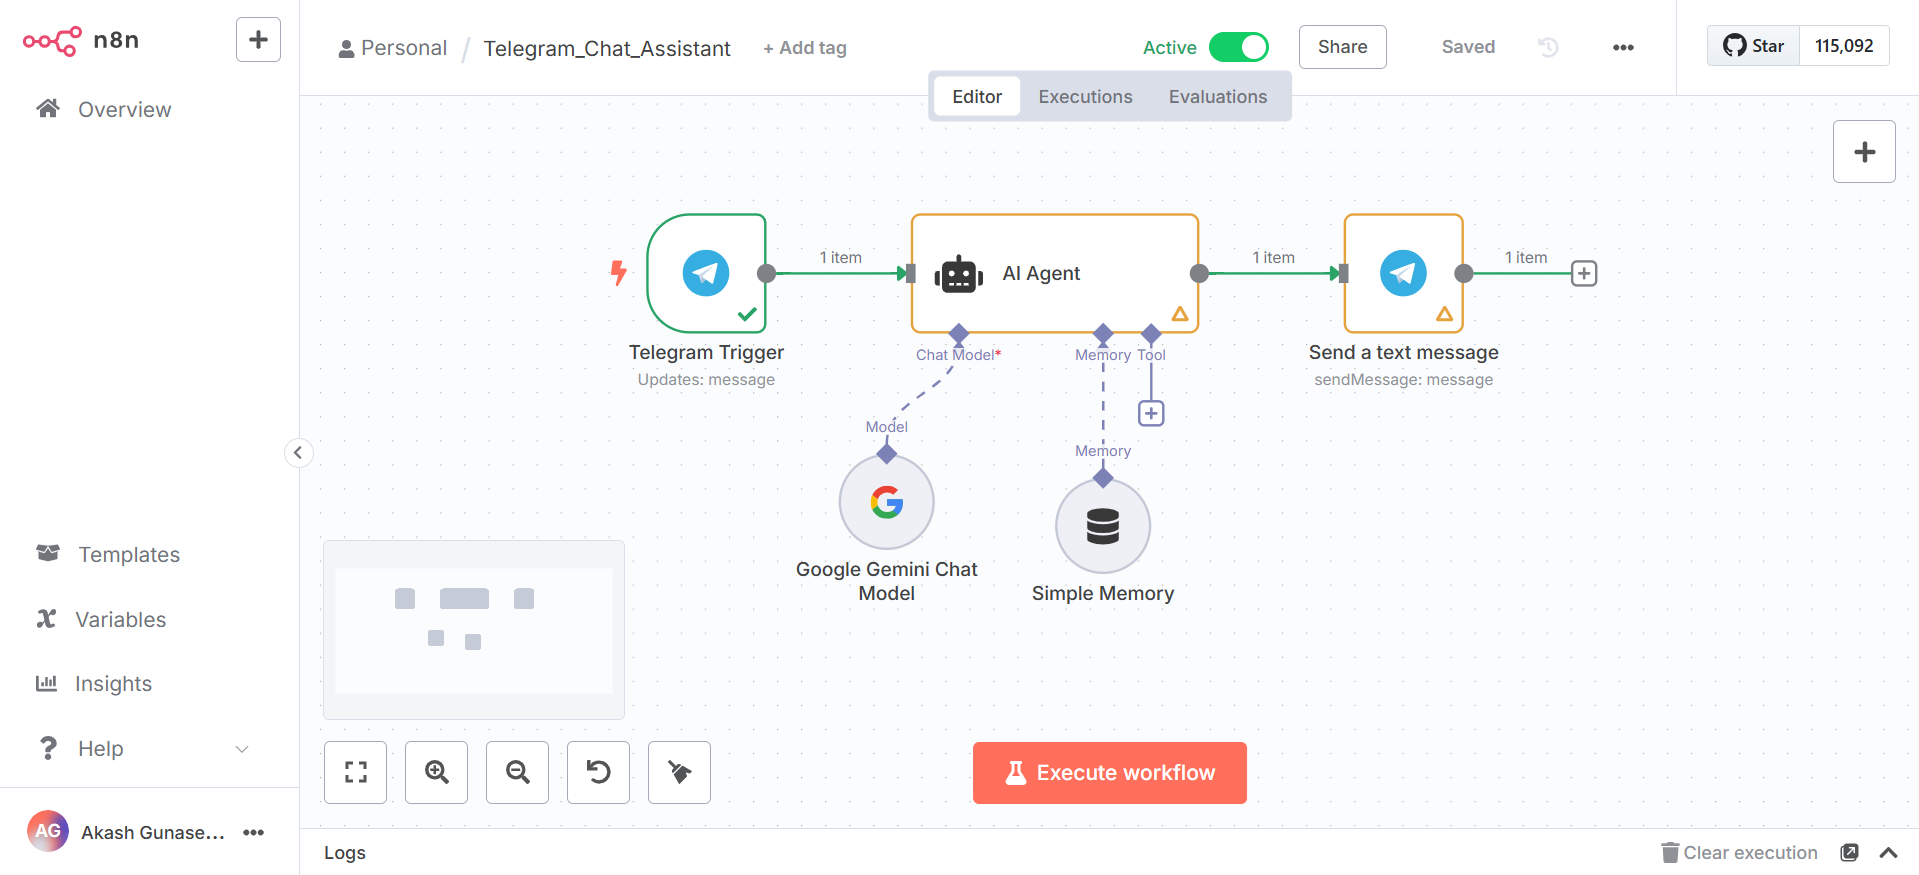 n8n
Personal / Telegram_Chat_Assistant + Add tag
Active Share Saved
Star 115,092
Editor Executions Evaluations
Overview
1 item
1 item
1 item
AI Agent
Telegram Trigger
Updates: message
Chat Model*
Memory
Tool
Send a text message
sendMessage: message
Model
Memory
Google Gemini Chat
Model
Simple Memory
Templates
Variables
Insights
Help
Execute workflow
AG Akash Gunase...
Logs
Clear execution